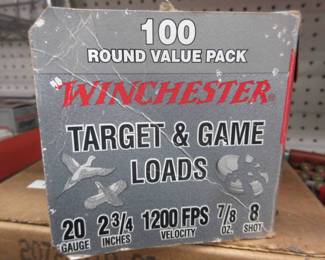 100
ROUND VALUE PACK
WINCHESTER®
TARGET & GAME
LOADS
20 2 3/4 1200 FPS 7/8 8
GAUGE INCHES VELOCITY OZ. SHOT